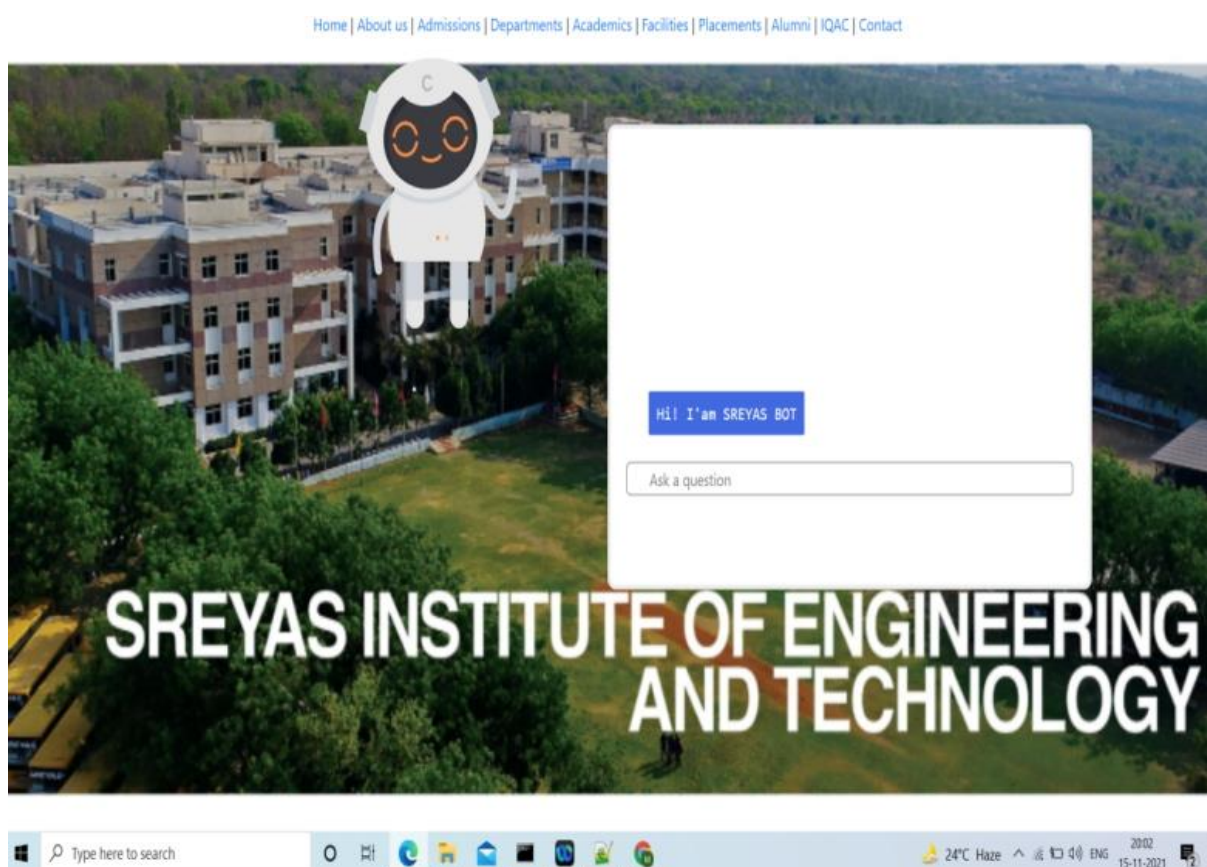 Home | About us | Admissions | Departments | Academics | Facilities | Placements | Alumni | IQAC | Contact
C
Hi! I'am SREYAS BOT
Ask a question
SREYAS INSTITUTE OF ENGINEERING
AND TECHNOLOGY
Type here to search
24°C Haze
ENG
20:02
15-11-2021
2